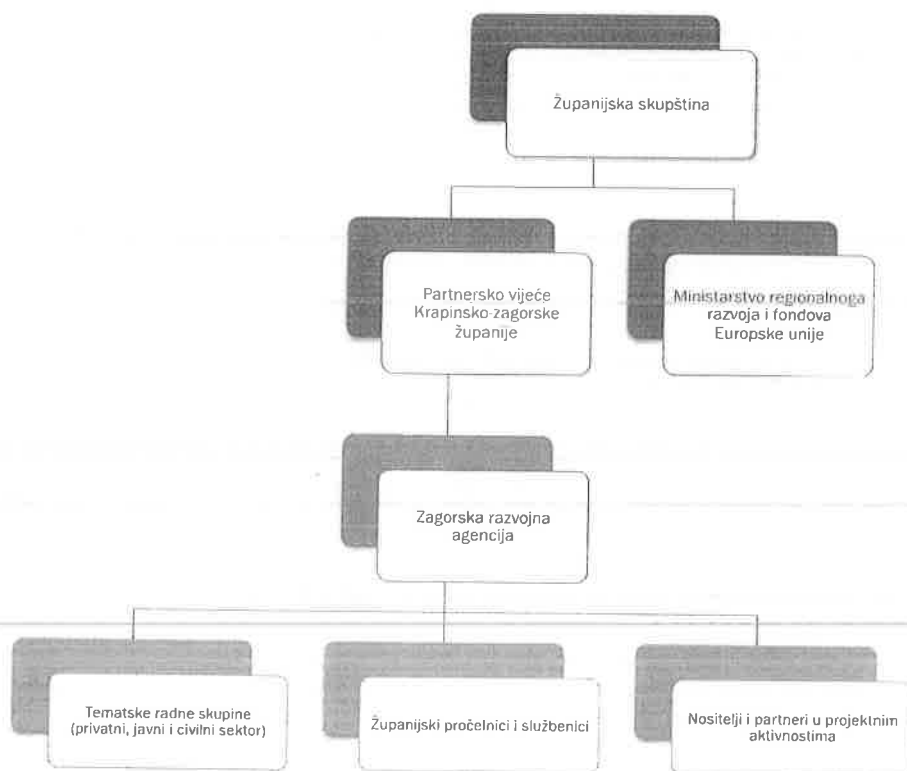 Županijska skupština
Partnersko vijeće
Krapinsko-zagorske
županije
Ministarstvo regionalnoga
razvoja i fondova
Europske unije
Zagorska razvojna
agencija
Tematske radne skupine
(privatni, javni i civilni sektor)
Županijski pročelnici i službenici
Nositelji i partneri u projektnim
aktivnostima